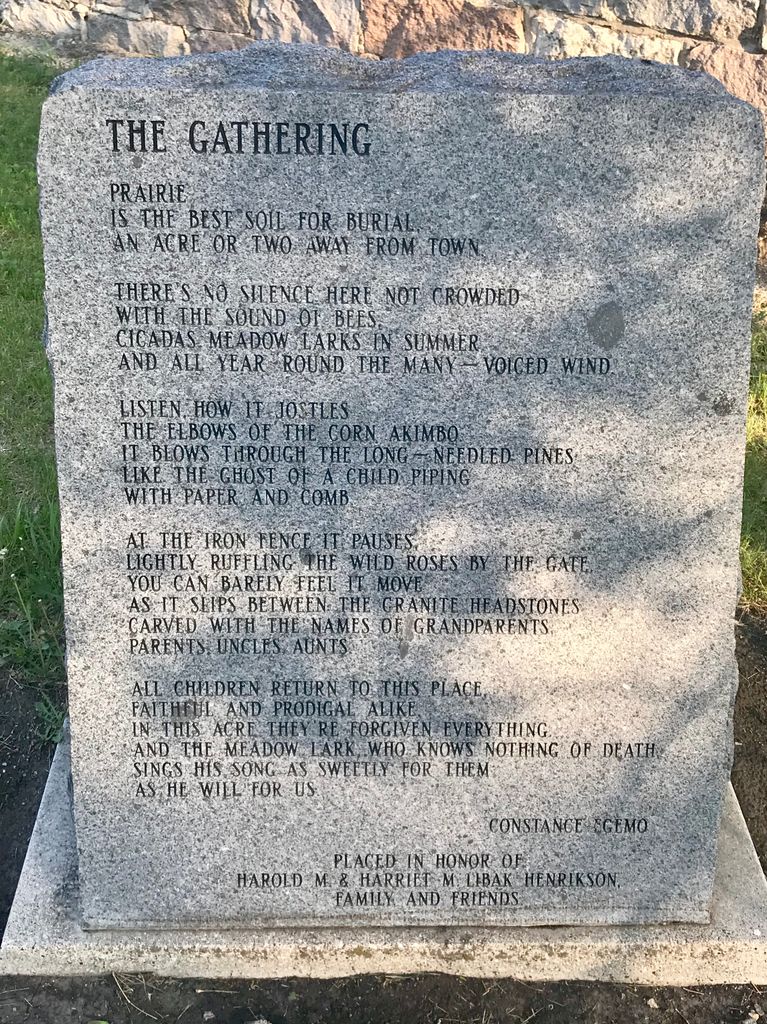 THE GATHERING
PRAIRIE
IS THE BEST SOIL FOR BURIAL,
AN ACRE OR TWO AWAY FROM TOWN.
THERE'S NO SILENCE HERE NOT CROWDED
WITH THE SOUND OF BEES,
CICADAS, MEADOW LARKS IN SUMMER
AND ALL YEAR 'ROUND THE MANY-VOICED WIND.
LISTEN, HOW IT JOSTLES
THE ELBOWS OF THE CORN AKIMBO.
IT BLOWS THROUGH THE LONG-NEEDLED PINES
LIKE THE GHOST OF A CHILD PIPING
WITH PAPER AND COMB.
AT THE IRON FENCE IT PAUSES,
LIGHTLY RUFFLING THE WILD ROSES BY THE GATE.
YOU CAN BARELY FEEL IT MOVE
AS IT SLIPS BETWEEN THE GRANITE HEADSTONES
CARVED WITH THE NAMES OF GRANDPARENTS,
PARENTS, UNCLES, AUNTS.
ALL CHILDREN RETURN TO THIS PLACE,
FAITHFUL AND PRODIGAL ALIKE.
IN THIS ACRE THEY'RE FORGIVEN EVERYTHING.
AND THE MEADOW LARK, WHO KNOWS NOTHING OF DEATH,
SINGS HIS SONG AS SWEETLY FOR THEM
AS HE WILL FOR US.
CONSTANCE EGEMO
PLACED IN HONOR OF
HAROLD M. & HARRIET M. LIBAK HENRIKSON,
FAMILY AND FRIENDS